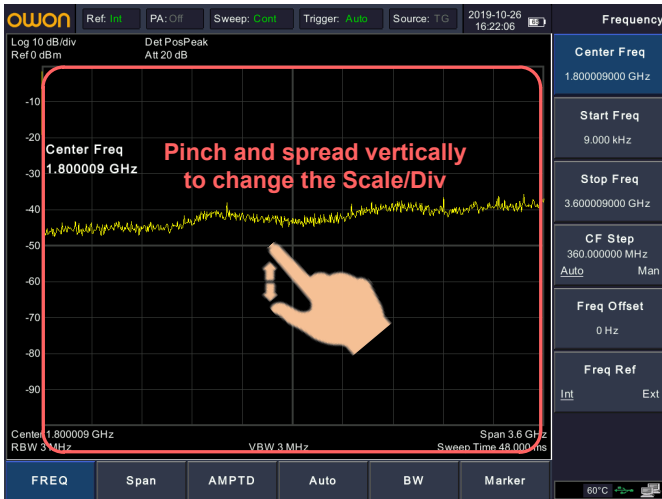 OWON Ref: Int PA: Off Sweep: Cont Trigger: Auto Source: TG 2019-10-26 Frequency
16:22:06
Log 10 dB/div Det PosPeak
Ref 0 dBm Att 20 dB
Center Freq
1.800009000 GHz
-10
Start Freq
9.000 kHz
-20
Center Freq
1.800009 GHz
Pinch and spread vertically
to change the Scale/Div
-30
Stop Freq
3.600009000 GHz
-40
CF Step
360.000000 MHz
Auto Man
-50
-60
Freq Offset
0 Hz
-70
-80
Freq Ref
Int Ext
-90
Center 1.800009 GHz Span 3.6 GHz
RBW 3 MHz VBW 3 MHz Sweep Time 48.000 ms
FREQ Span AMPTD Auto BW Marker
60°C